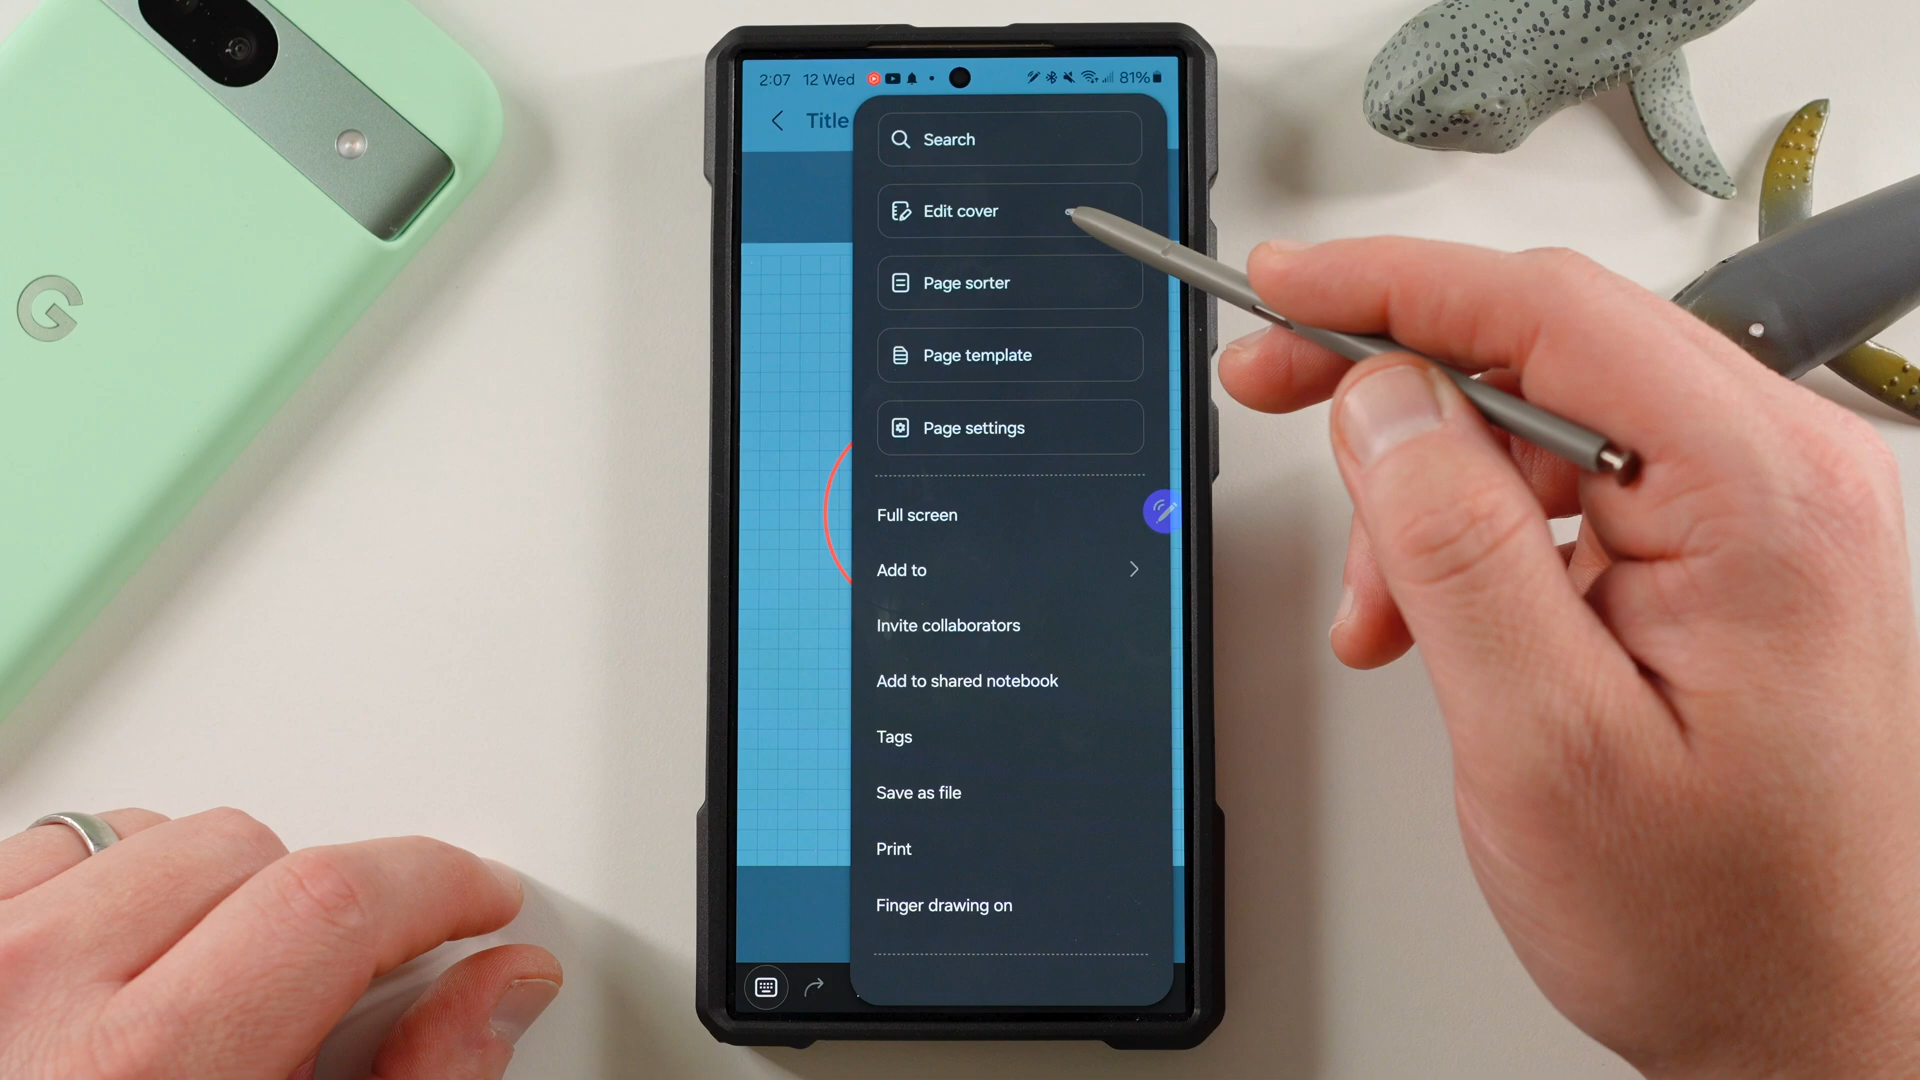 2:07 12 Wed 81%
Title
Search
Edit cover
Page sorter
Page template
Page settings
Full screen
Add to
Invite collaborators
Add to shared notebook
Tags
Save as file
Print
Finger drawing on
G